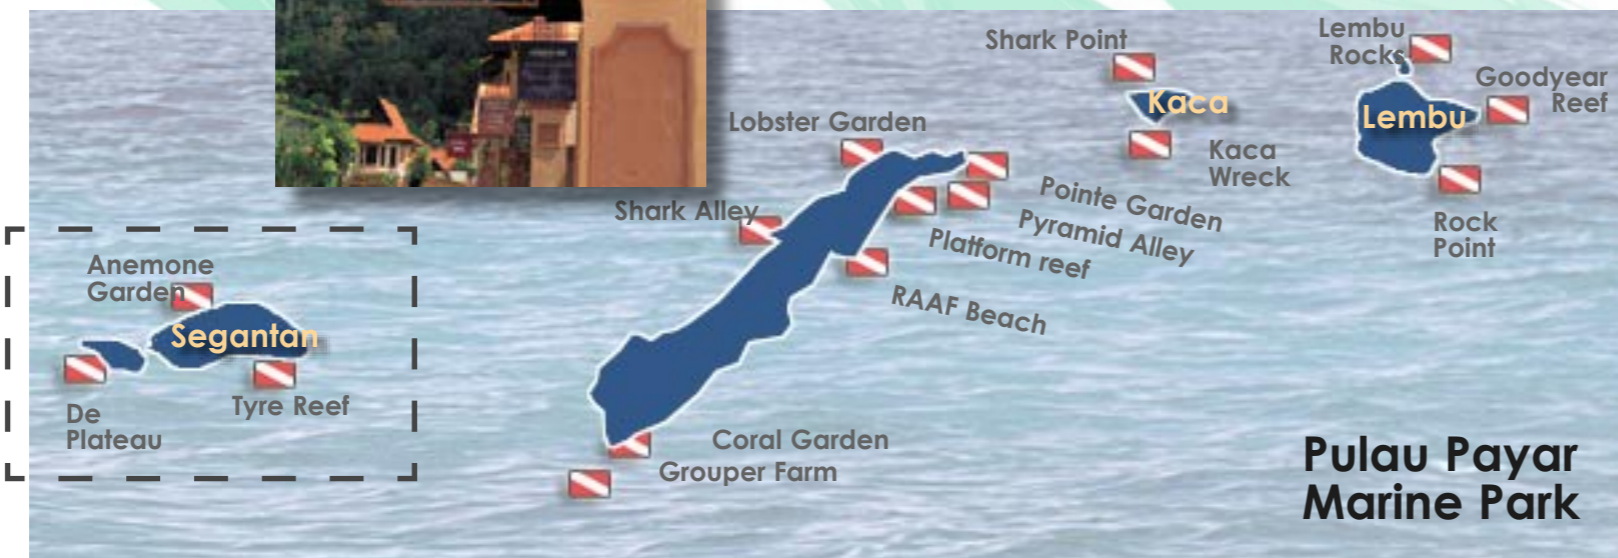 Shark Point
Lembu
Rocks
Goodyear
Reef
Kaca
Lembu
Lobster Garden
Kaca
Wreck
Pointe Garden
Shark Alley
Pyramid Alley
Platform reef
Rock
Point
RAAF Beach
Anemone
Garden
Segantan
De
Plateau
Tyre Reef
Coral Garden
Grouper Farm
Pulau Payar
Marine Park